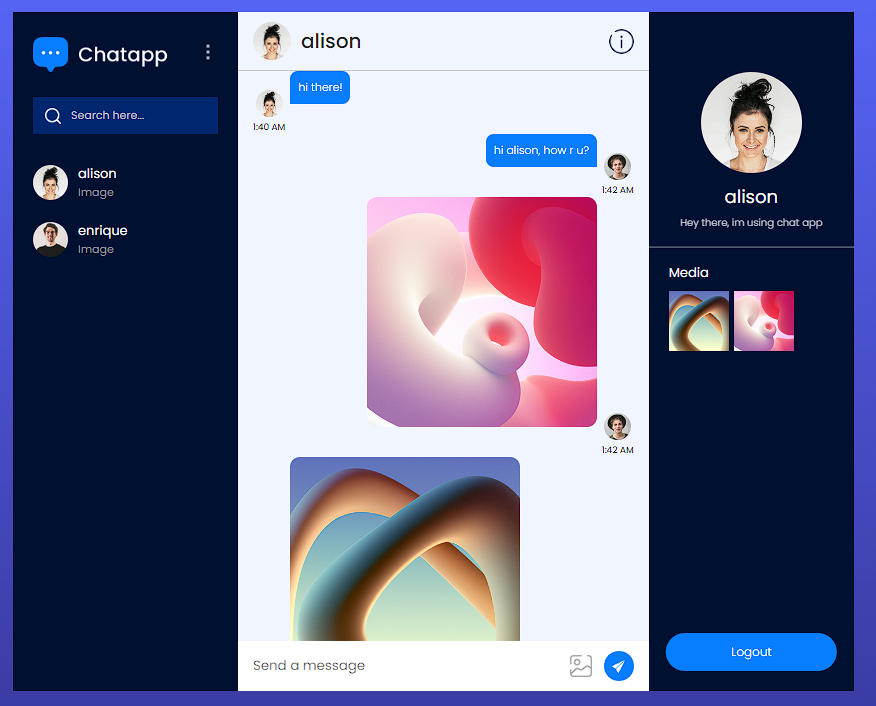 Chatapp
Search here...
alison
Image
enrique
Image
alison
hi there!
1:40 AM
hi alison, how r u?
1:42 AM
1:42 AM
Send a message
alison
Hey there, im using chat app
Media
Logout